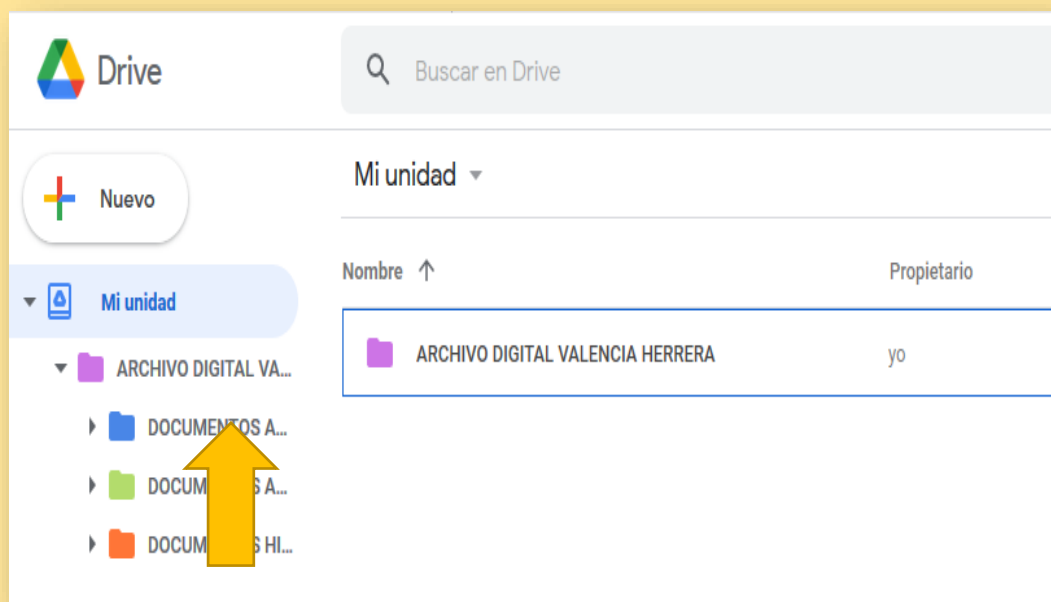 Drive
Buscar en Drive
Nuevo
Mi unidad
Nombre
Propietario
Mi unidad
ARCHIVO DIGITAL VALENCIA HERRERA
yo
ARCHIVO DIGITAL VA...
DOCUMENTOS A...
S A...
S HI...